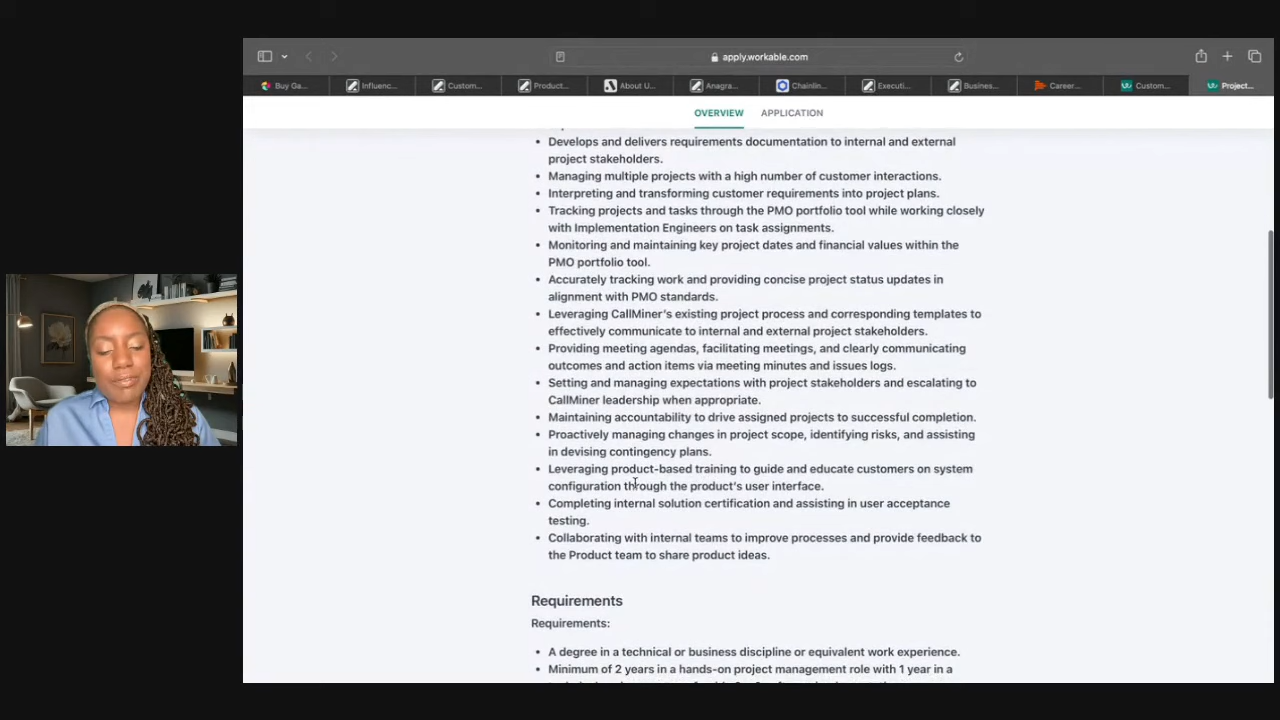 apply.workable.com
Buy Ga...
Influenc...
Custom...
Product...
About U...
Anagra...
Chainlin...
Executi...
Busines...
Career...
Custom...
Project...
OVERVIEW
APPLICATION
• Develops and delivers requirements documentation to internal and external
project stakeholders.
• Managing multiple projects with a high number of customer interactions.
• Interpreting and transforming customer requirements into project plans.
• Tracking projects and tasks through the PMO portfolio tool while working closely
with Implementation Engineers on task assignments.
• Monitoring and maintaining key project dates and financial values within the
PMO portfolio tool.
• Accurately tracking work and providing concise project status updates in
alignment with PMO standards.
• Leveraging CallMiner's existing project process and corresponding templates to
effectively communicate to internal and external project stakeholders.
• Providing meeting agendas, facilitating meetings, and clearly communicating
outcomes and action items via meeting minutes and issues logs.
• Setting and managing expectations with project stakeholders and escalating to
CallMiner leadership when appropriate.
• Maintaining accountability to drive assigned projects to successful completion.
• Proactively managing changes in project scope, identifying risks, and assisting
in devising contingency plans.
• Leveraging product-based training to guide and educate customers on system
configuration through the product's user interface.
• Completing internal solution certification and assisting in user acceptance
testing.
• Collaborating with internal teams to improve processes and provide feedback to
the Product team to share product ideas.
Requirements
Requirements:
• A degree in a technical or business discipline or equivalent work experience.
• Minimum of 2 years in a hands-on project management role with 1 year in a